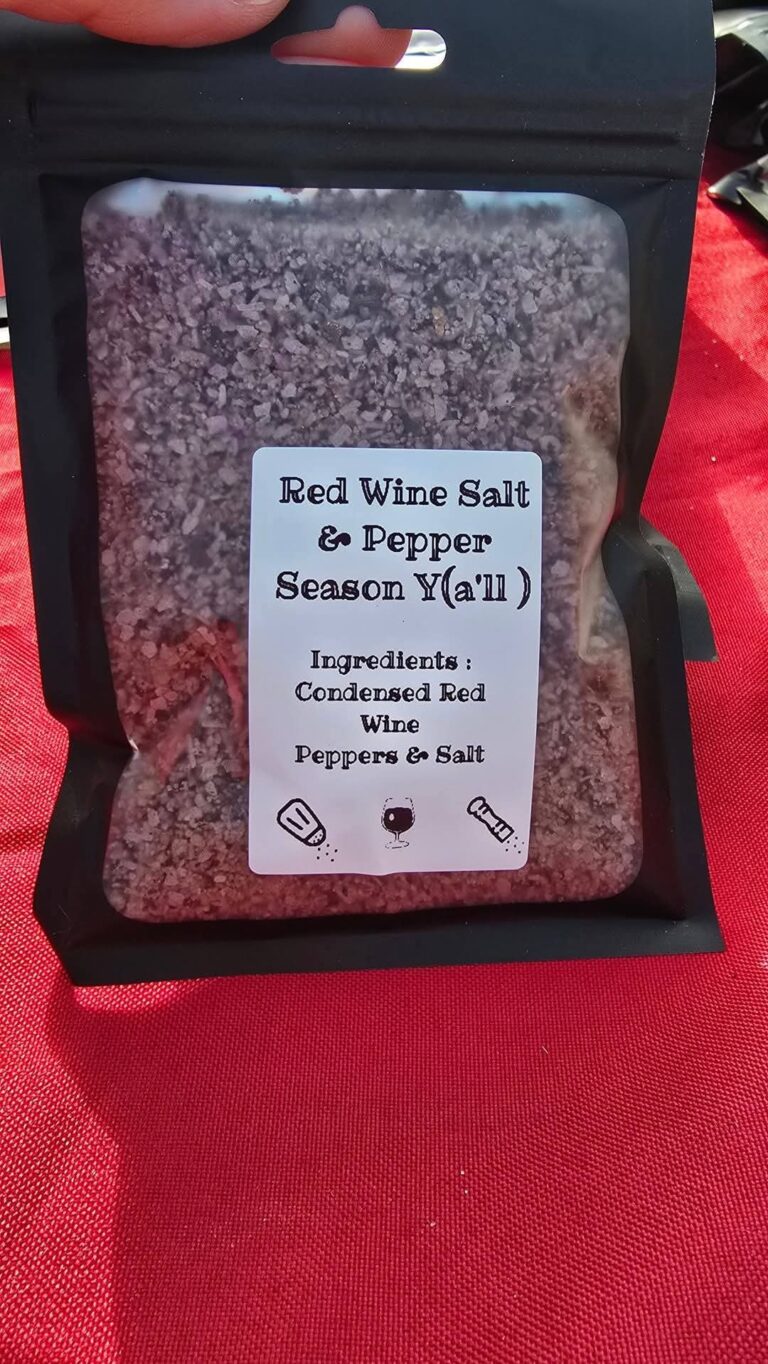 Red Wine Salt
& Pepper
Season Y(a'll )
Ingredients :
Condensed Red
Wine
Peppers & Salt